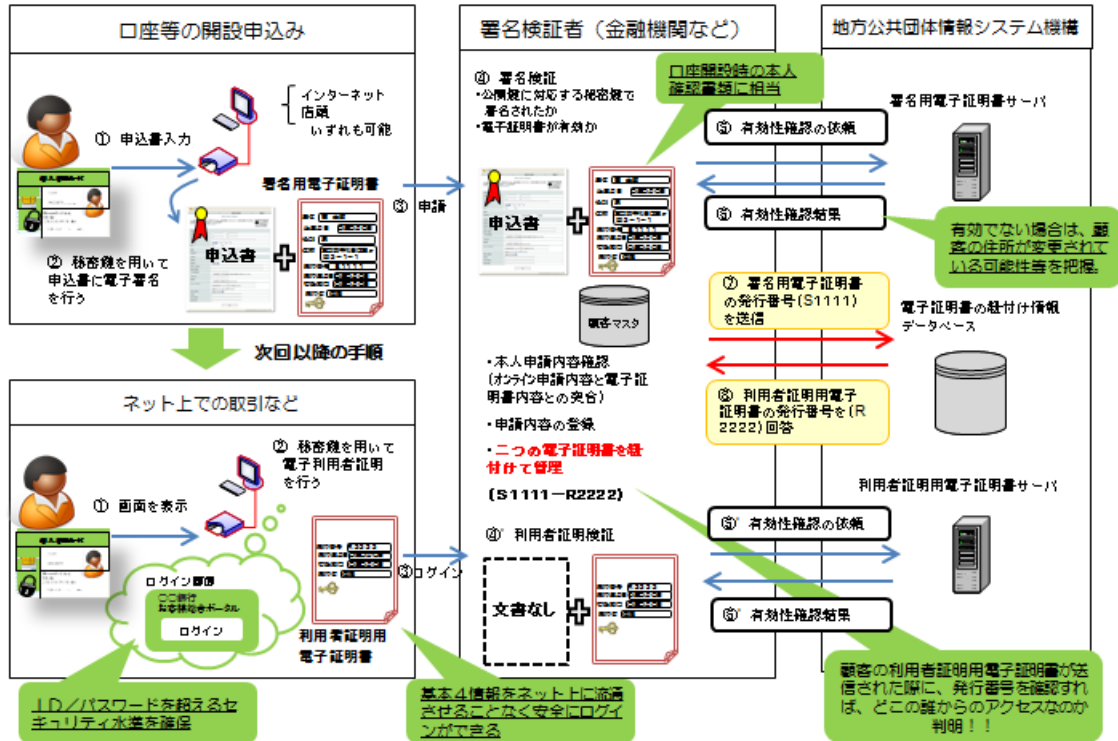 口座等の開設申込み
インターネット
店頭
いずれも可能
① 申込書入力
署名用電子証明書
申込書
③ 申請
② 秘密鍵を用いて
申込書に電子署名
を行う
次回以降の手順
ネット上での取引など
② 秘密鍵を用いて
電子利用者証明
を行う
① 画面を表示
ログイン画面
○○銀行
お客様総合ポータル
ログイン
③ログイン
利用者証明用
電子証明書
ID/パスワードを超えるセ
キュリティ水準を確保
基本4情報をネット上に流通
させることなく安全にログイ
ンができる
署名検証者(金融機関など)
④ 署名検証
・公開鍵に対応する秘密鍵で
署名されたか
・電子証明書が有効か
口座開設時の本人
確認書類に相当
申込書
顧客マスタ
・本人申請内容確認
(オンライン申請内容と電子証
明書内容との突合)
・申請内容の登録
・二つの電子証明書を紐
付けて管理
(S1111-R2222)
④’ 利用者証明検証
文書なし
地方公共団体情報システム機構
署名用電子証明書サーバ
⑤ 有効性確認の依頼
⑥ 有効性確認結果
有効でない場合は、顧
客の住所が変更されて
いる可能性等を把握。
⑦ 署名用電子証明書
の発行番号(S1111)
を送信
電子証明書の紐付け情報
データベース
⑧ 利用者証明用電子
証明書の発行番号を(R
2222)回答
利用者証明用電子証明書サーバ
⑤’ 有効性確認の依頼
⑥’ 有効性確認結果
顧客の利用者証明用電子証明書が送
信された際に、発行番号を確認すれ
ば、どこの誰からのアクセスなのか
判明!!